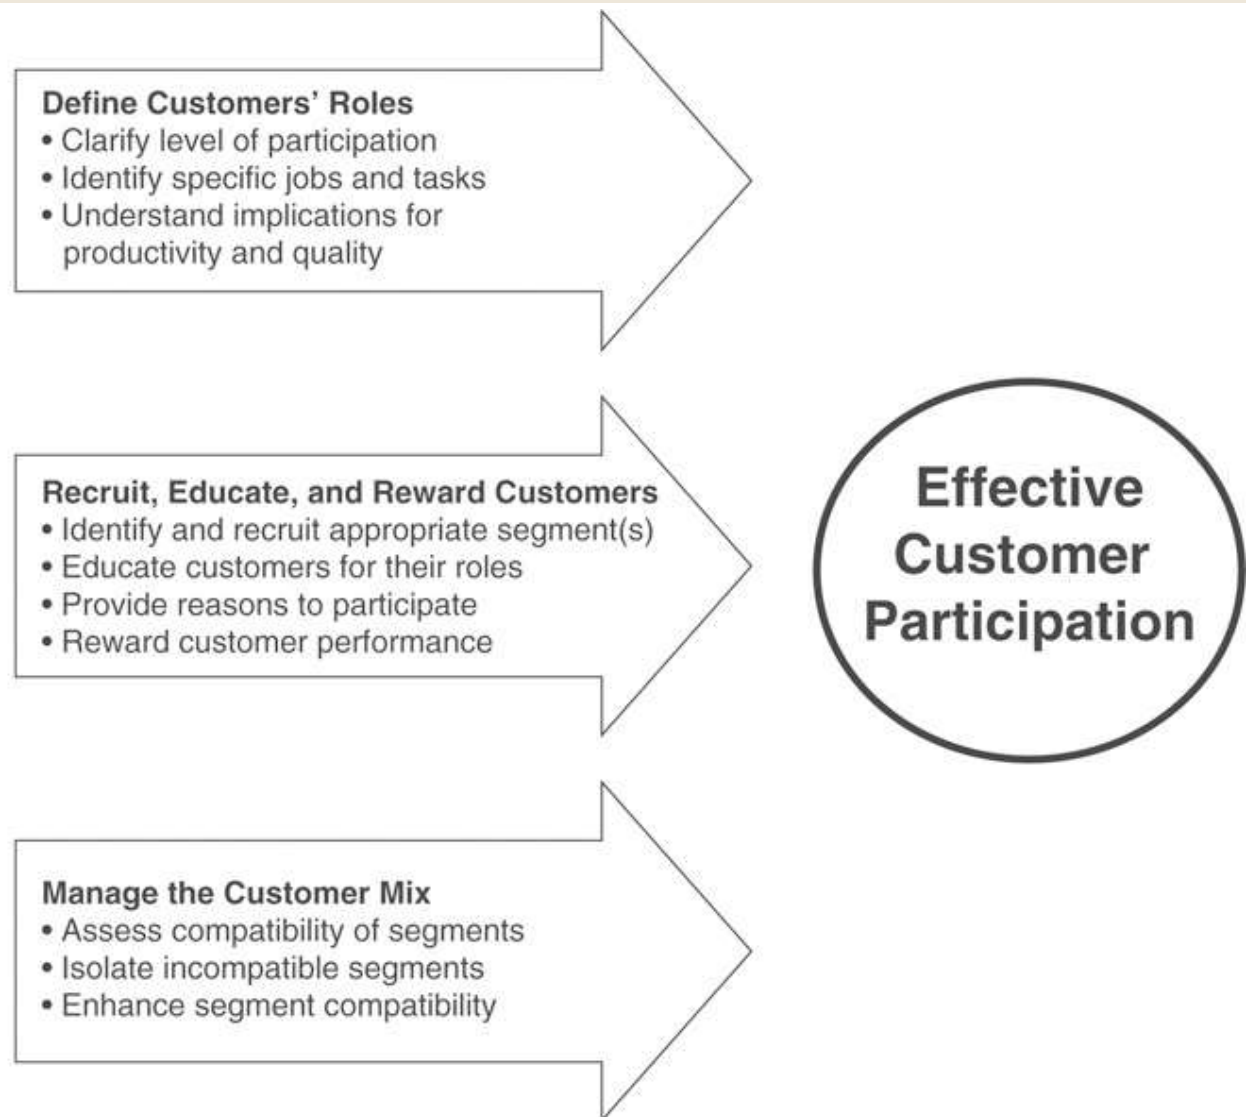 Define Customers’ Roles
• Clarify level of participation
• Identify specific jobs and tasks
• Understand implications for
productivity and quality
Recruit, Educate, and Reward Customers
• Identify and recruit appropriate segment(s)
• Educate customers for their roles
• Provide reasons to participate
• Reward customer performance
Manage the Customer Mix
• Assess compatibility of segments
• Isolate incompatible segments
• Enhance segment compatibility
Effective
Customer
Participation